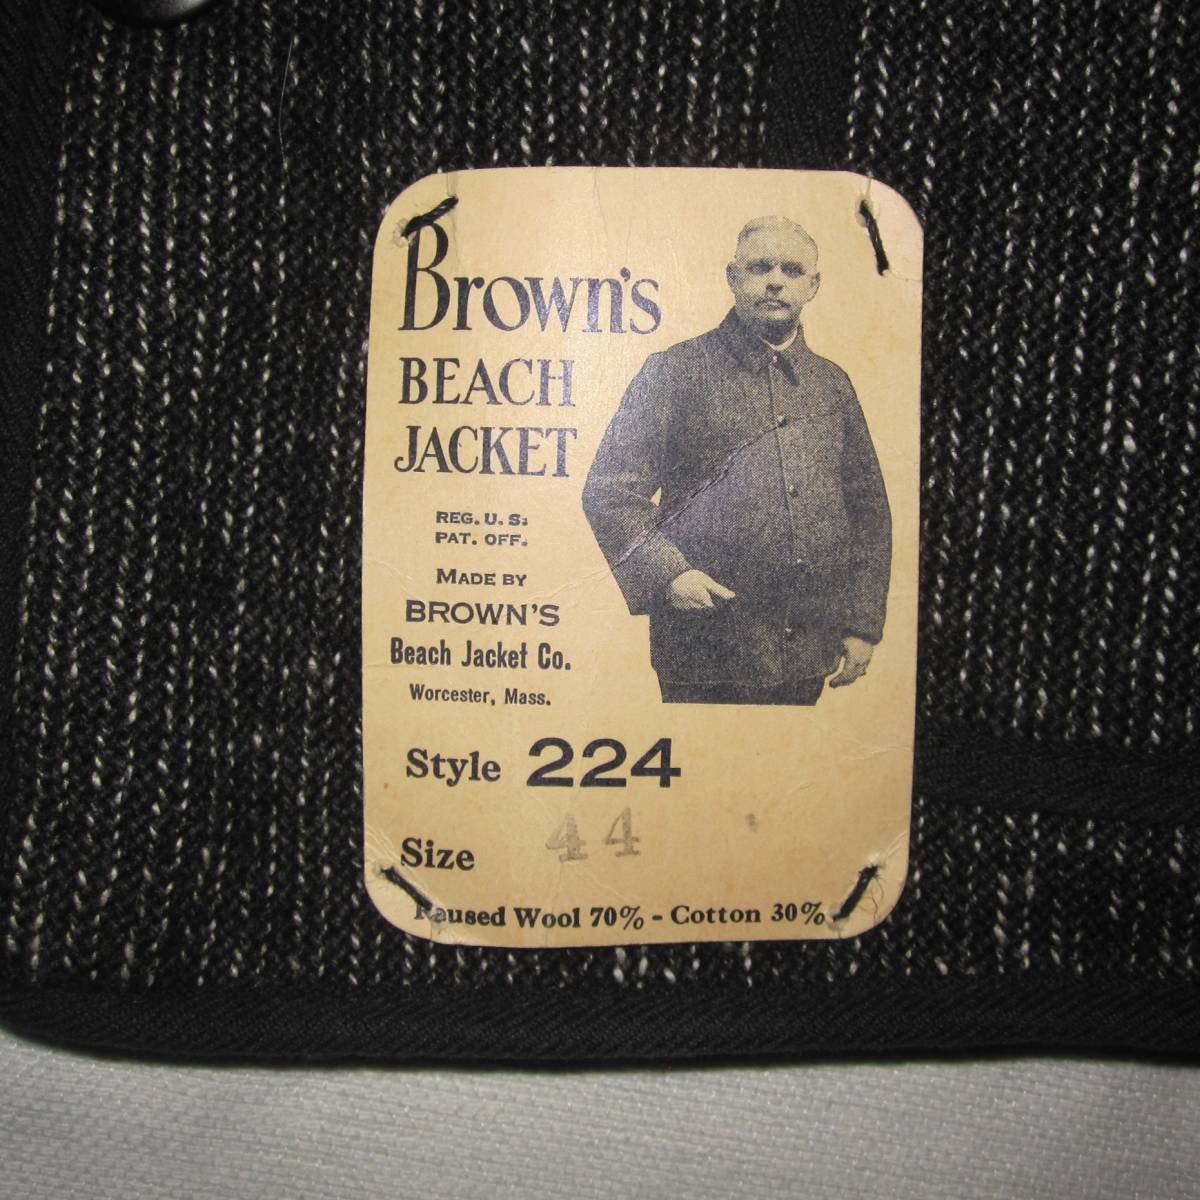 Brown's
BEACH
JACKET
REG. U. S.
PAT. OFF.
MADE BY
BROWN'S
Beach Jacket Co.
Worcester, Mass.
Style 224
Size 44
Reused Wool 70% - Cotton 30%